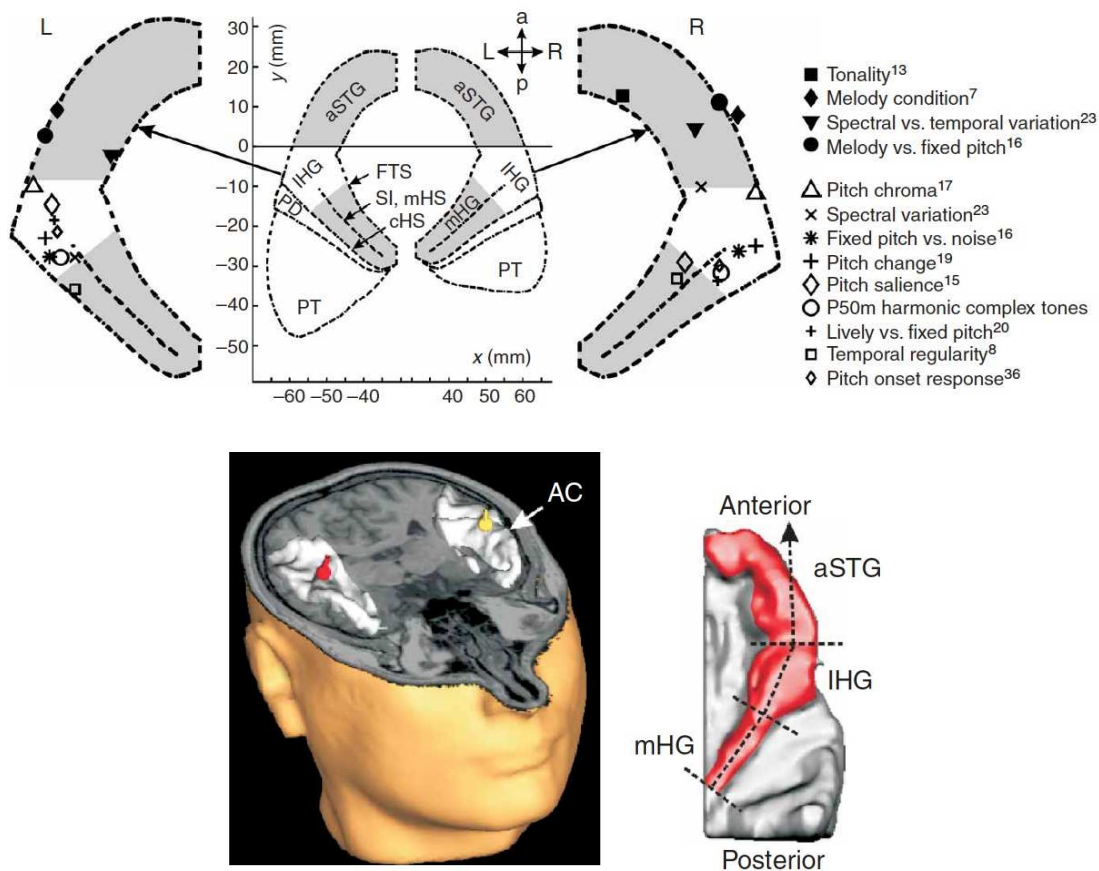 L
30
20
10
0
−10
−20
−30
−40
−50
y (mm)
x (mm)
−60 −50 −40
40 50 60
a
L R
p
aSTG
aSTG
lHG
lHG
FTS
SI, mHS
cHS
PD
mHG
PT
PT
R
Tonality13
Melody condition7
Spectral vs. temporal variation23
Melody vs. fixed pitch16
Pitch chroma17
Spectral variation23
Fixed pitch vs. noise16
Pitch change19
Pitch salience15
P50m harmonic complex tones
Lively vs. fixed pitch20
Temporal regularity8
Pitch onset response36
AC
Anterior
aSTG
lHG
mHG
Posterior